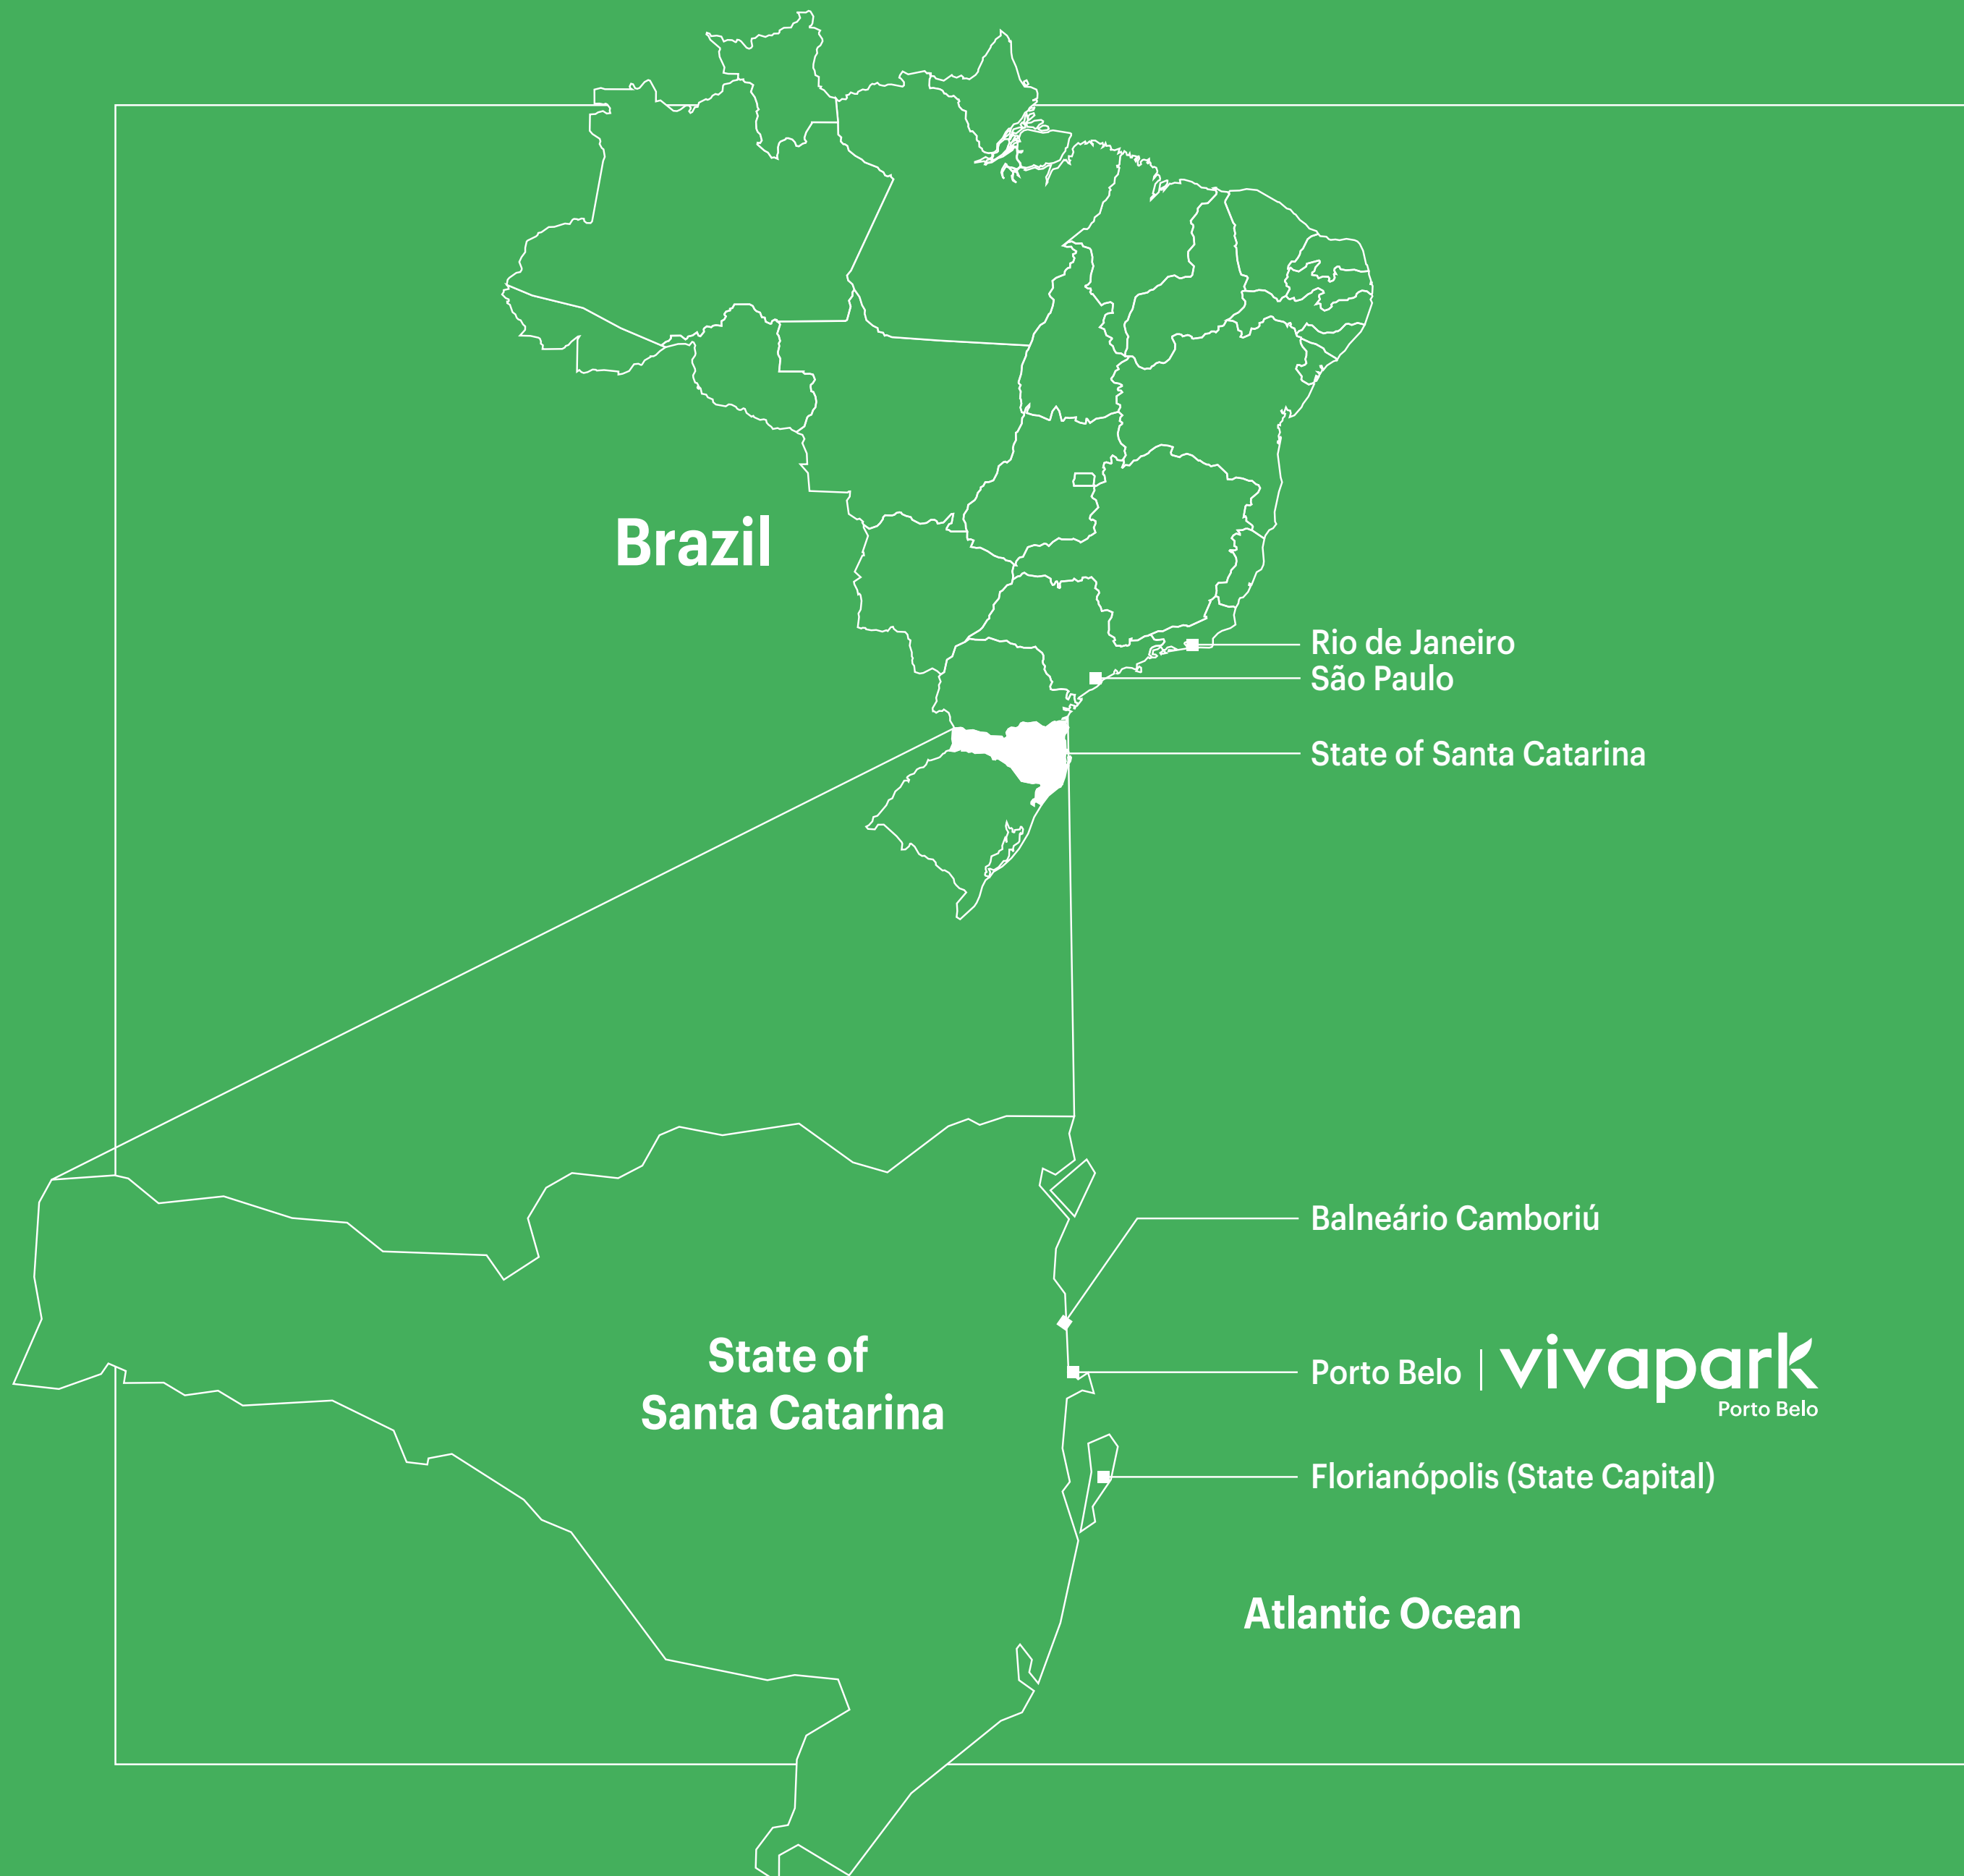 Brazil
Rio de Janeiro
São Paulo
State of Santa Catarina
Balneário Camboriú
State of
Santa Catarina
Porto Belo | vivapark
Porto Belo
Florianópolis (State Capital)
Atlantic Ocean